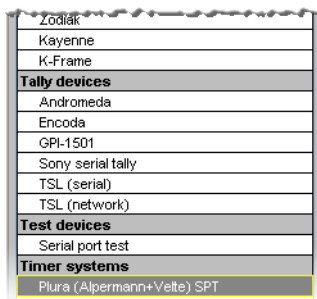 Zodiak
Kayenne
K-Frame
Tally devices
Andromeda
Encoda
GPI-1501
Sony serial tally
TSL (serial)
TSL (network)
Test devices
Serial port test
Timer systems
Plura (Alpermann+Velte) SPT